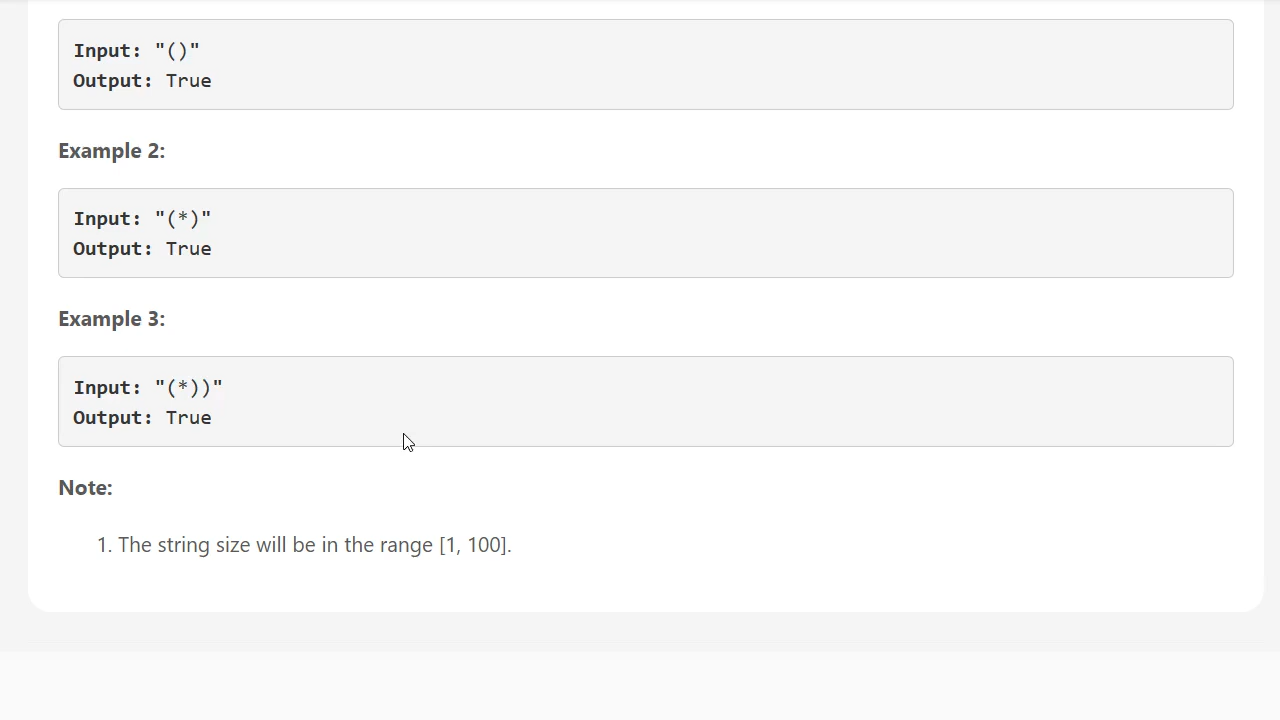 Input: "()"
Output: True
Example 2:
Input: "(*)"
Output: True
Example 3:
Input: "(*))"
Output: True
Note:
1. The string size will be in the range [1, 100].